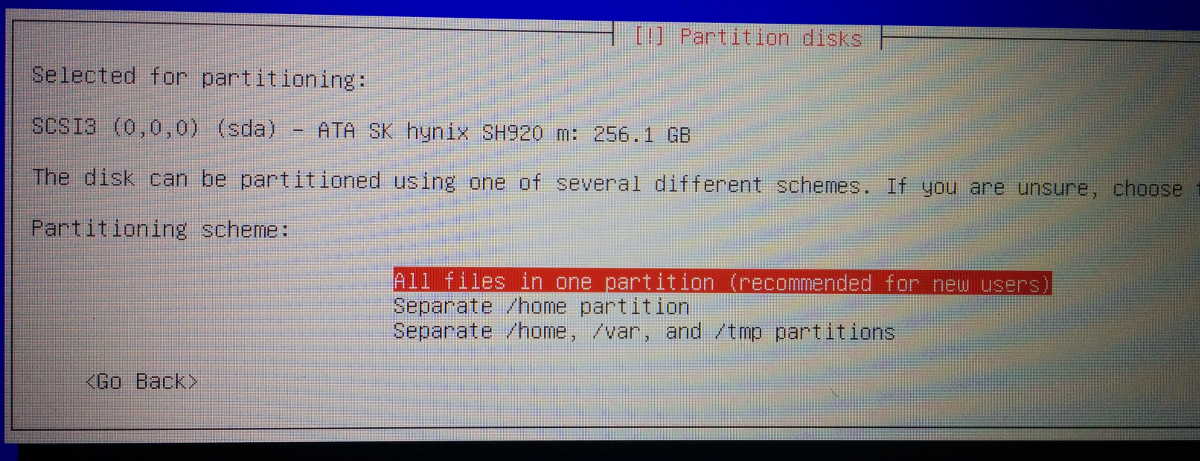 [!] Partition disks
Selected for partitioning:
SCSI3 (0,0,0) (sda) - ATA SK hynix SH920 m: 256.1 GB
The disk can be partitioned using one of several different schemes. If you are unsure, choose
Partitioning scheme:
All files in one partition (recommended for new users)
Separate /home partition
Separate /home, /var, and /tmp partitions
<Go Back>